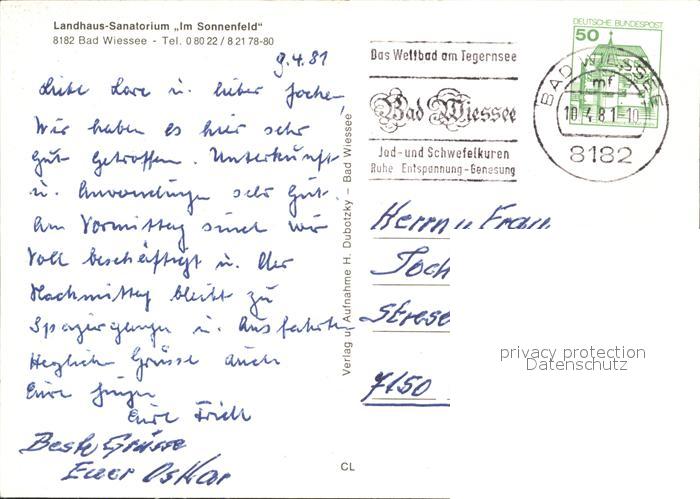 Landhaus-Sanatorium „Im Sonnenfeld“
8182 Bad Wiessee - Tel. 0 80 22 / 8 21 78-80
9.4.81
Liebe Lore u. lieber Jochen,
Wir haben es hier sehr
gut getroffen. Unterkunft
u. Anwendungen sehr gut.
Am Vormittag sind wir
voll beschäftigt u. der
Nachmittag bleibt zu
Spaziergängen u. Ausfahrten
Herzliche Grüsse auch
Eure
Eure
Beste Grüsse
Euer Oskar
Verlag u. Aufnahme H. Dubotzky - Bad Wiessee
CL
Das Weltbad am Tegernsee
Bad Wiessee
Jod-und Schwefelkuren
Ruhe Entspannung-Genesung
DEUTSCHE BUNDESPOST
50
BAD WIESSEE
mf
10.4.81-10
8182
Herrn u Frau
Joch
Strese
7150
privacy protection
Datenschutz